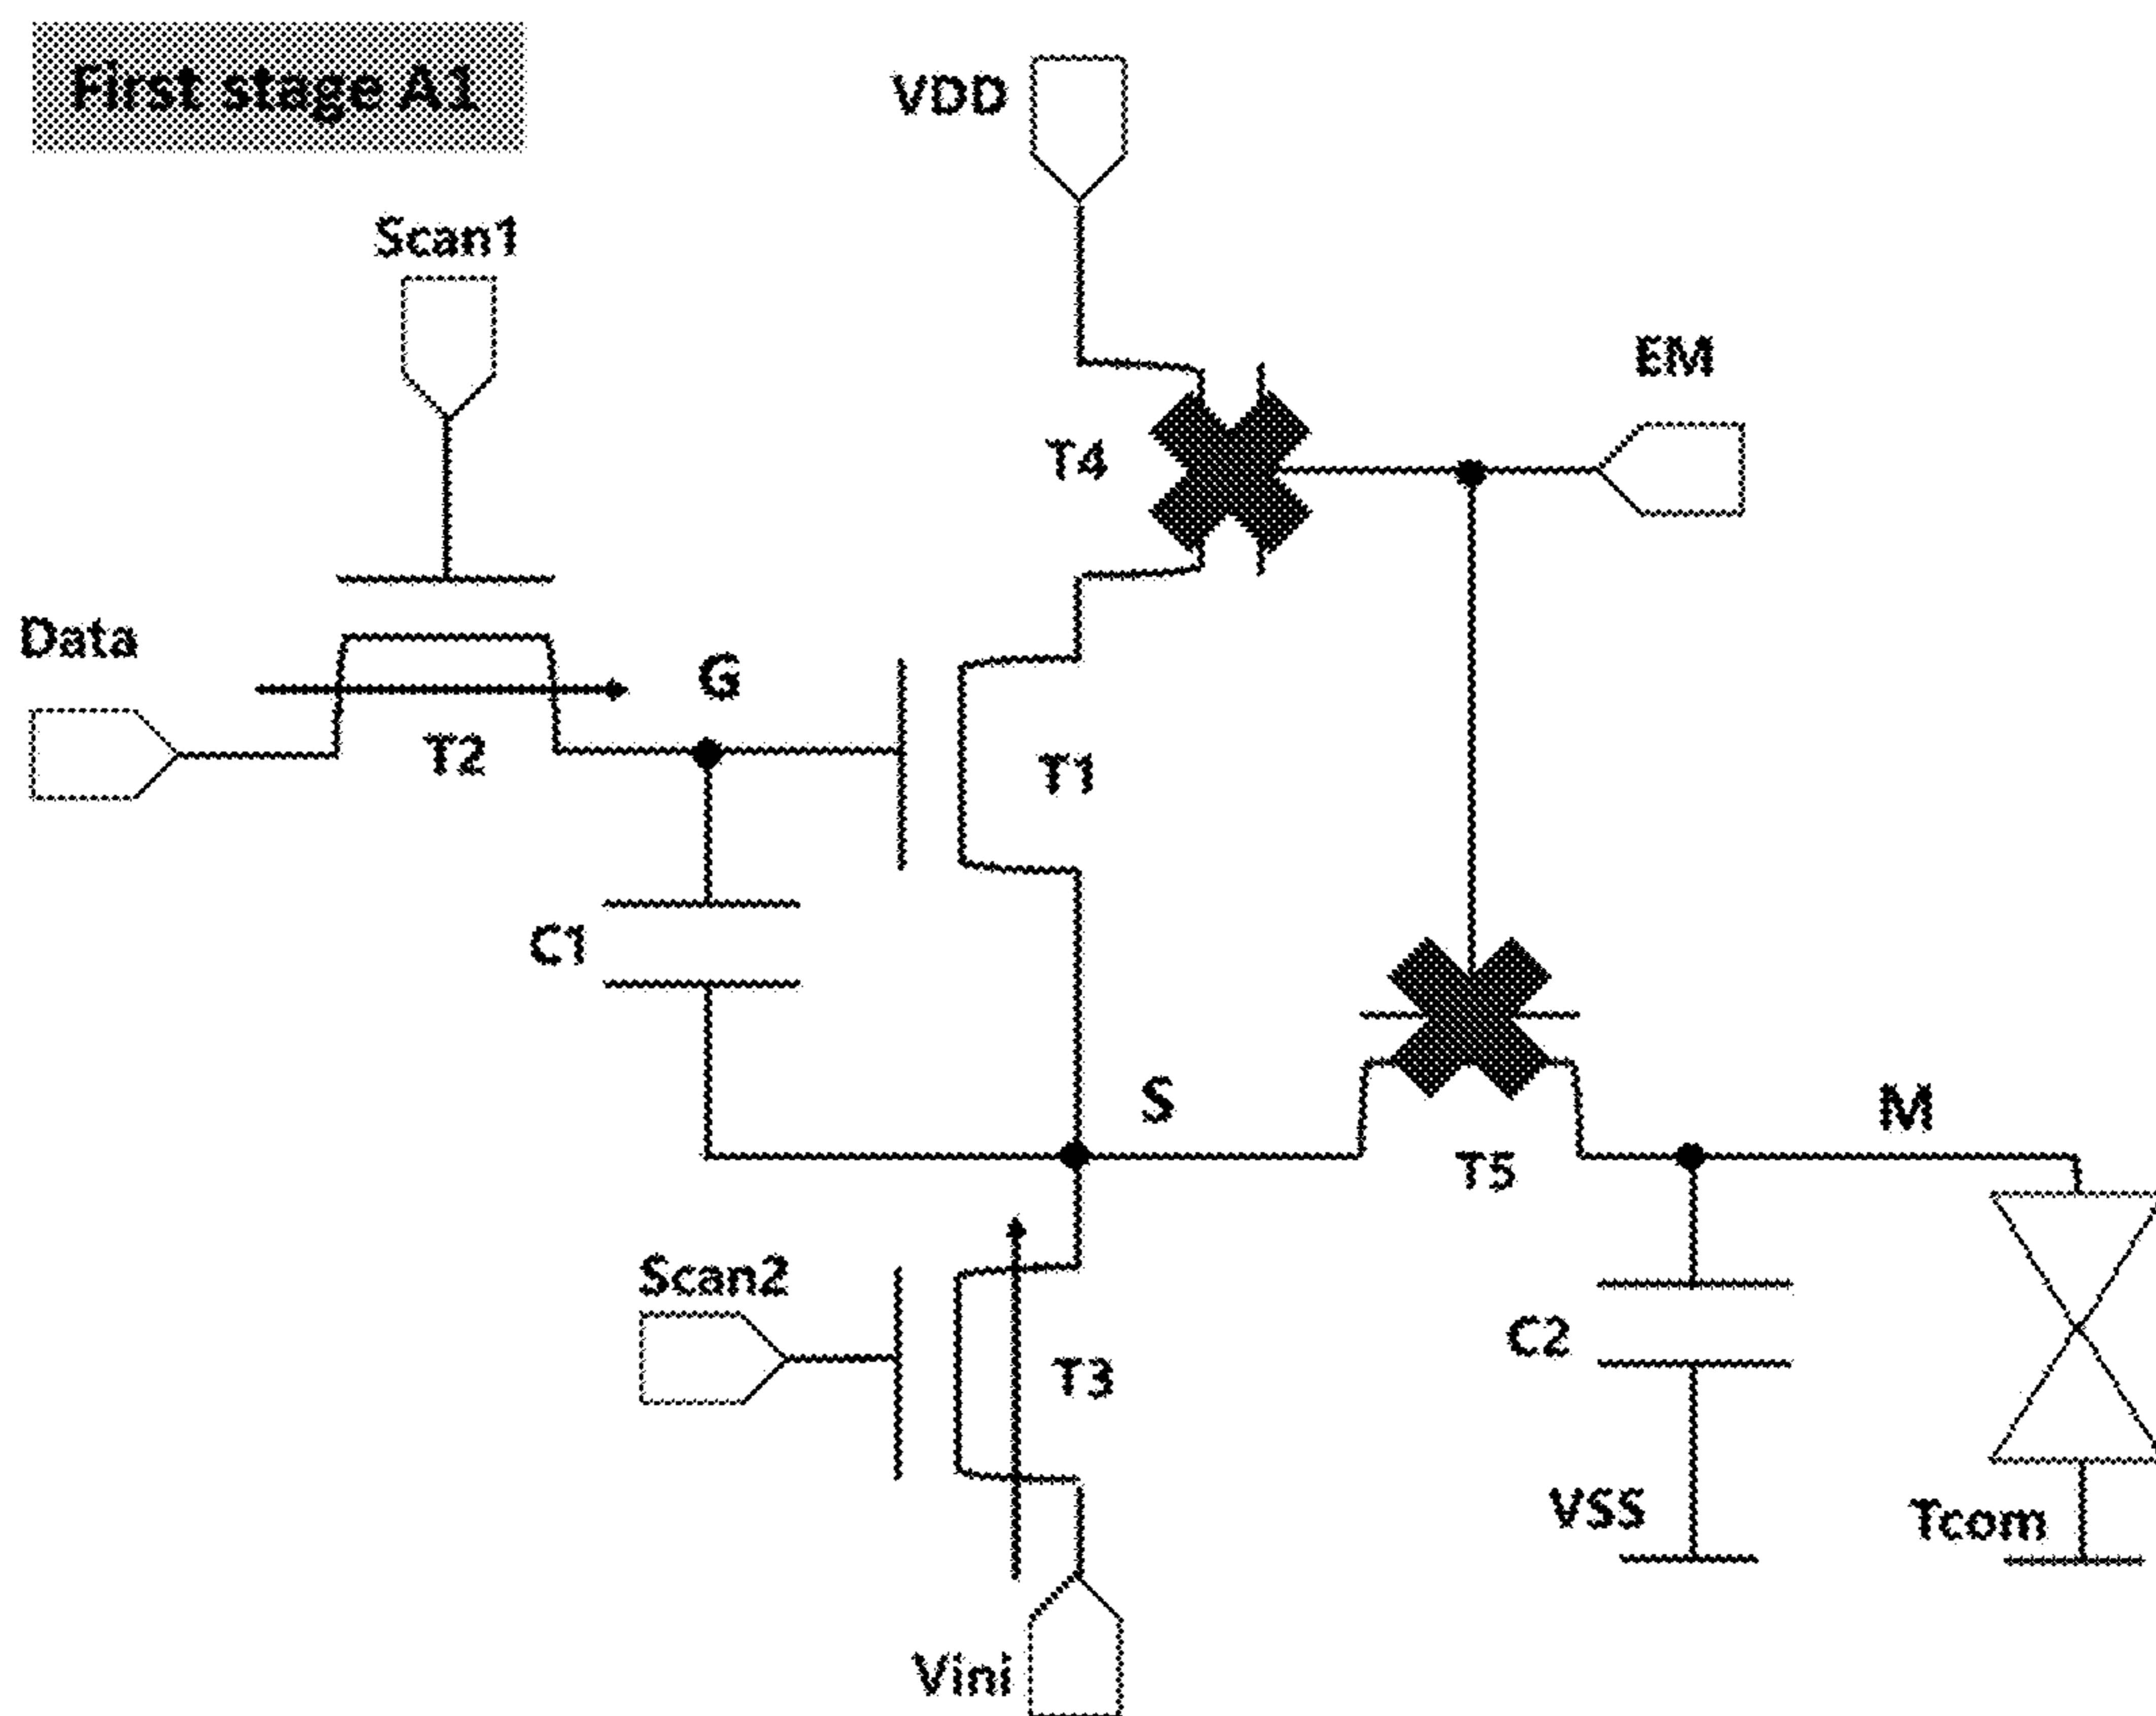 First stage A1
VDD
Scan1
EM
T4
Data
G
T2
T1
C1
S
M
T5
Scan2
C2
T3
VSS
Tcom
Vini